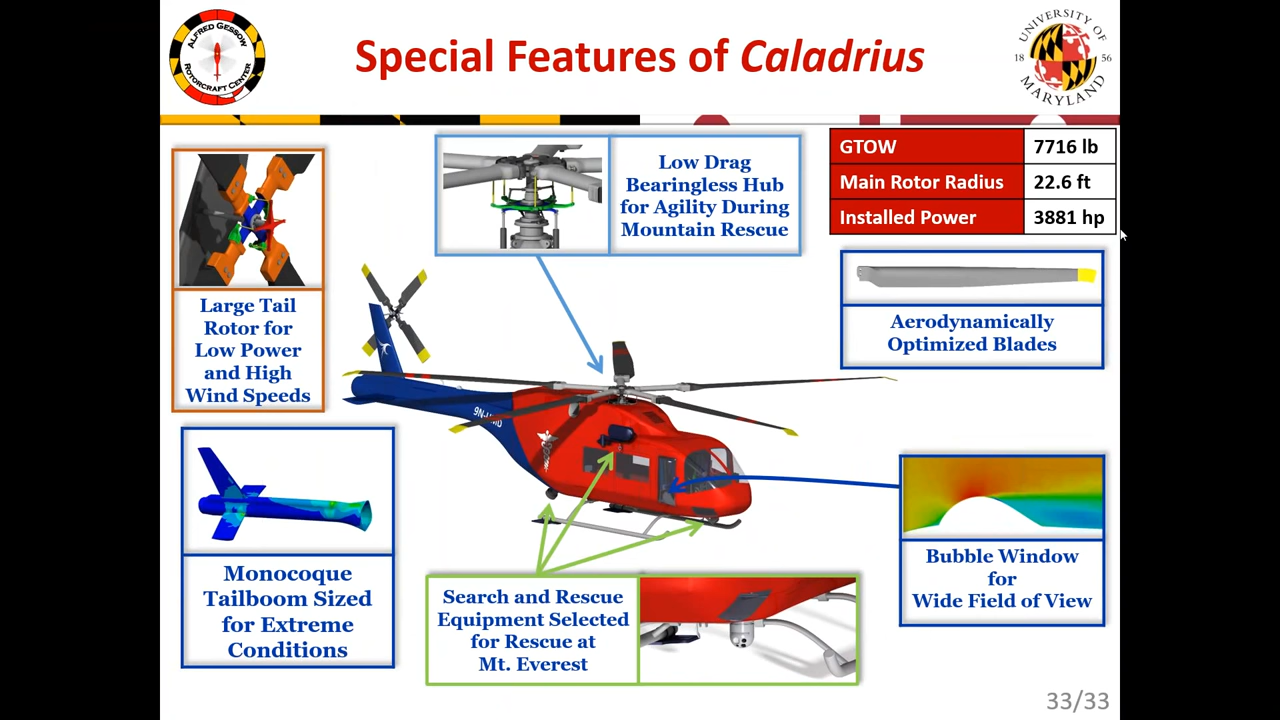 ALFRED GESSOW
ROTORCRAFT CENTER
Special Features of Caladrius
UNIVERSITY OF
18 56
MARYLAND
GTOW 7716 lb
Main Rotor Radius 22.6 ft
Installed Power 3881 hp
Low Drag
Bearingless Hub
for Agility During
Mountain Rescue
Large Tail
Rotor for
Low Power
and High
Wind Speeds
Aerodynamically
Optimized Blades
Monocoque
Tailboom Sized
for Extreme
Conditions
Search and Rescue
Equipment Selected
for Rescue at
Mt. Everest
Bubble Window
for
Wide Field of View
33/33